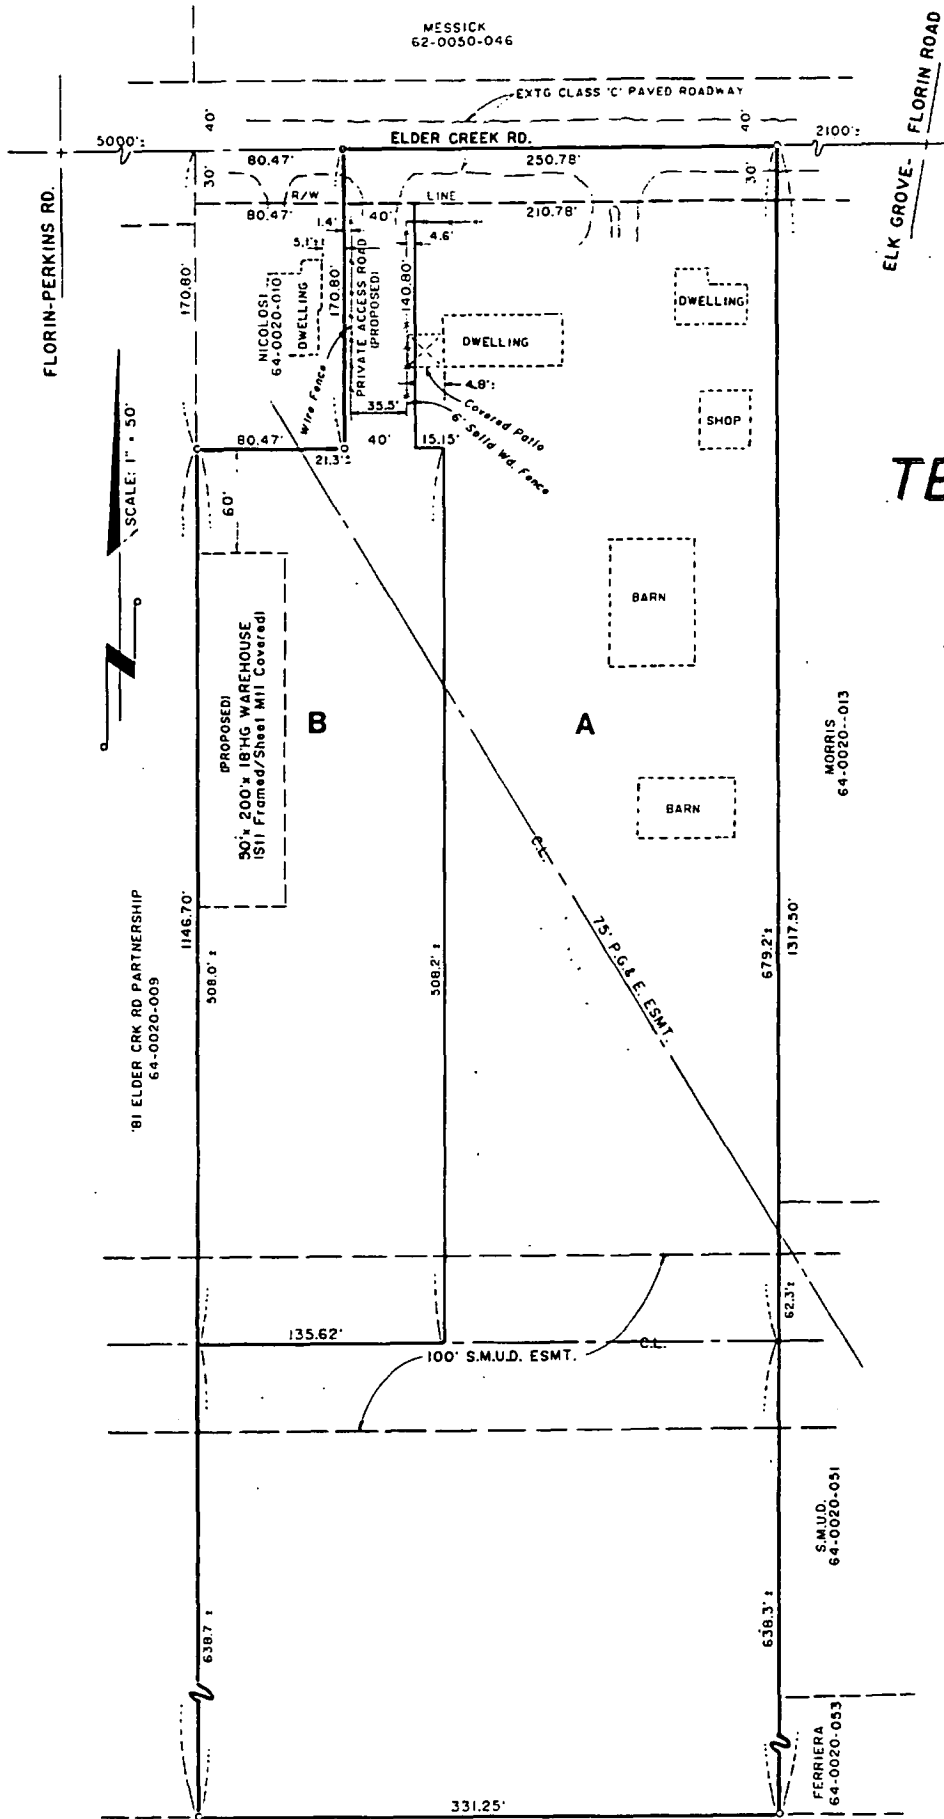 MESSICK
62-0050-046
FLORIN ROAD
EXTG CLASS 'C' PAVED ROADWAY
40'
40'
5000'±
ELDER CREEK RD.
2100'±
80.47'
250.78'
30'
30'
R/W
LINE
80.47'
40'
210.78'
1.4'
4.6'
5.1'±
ELK GROVE-
FLORIN-PERKINS RD.
170.80'
NICOLOSI
64-0020-010
DWELLING
170.80'
PRIVATE ACCESS ROAD
(PROPOSED)
140.80'
DWELLING
DWELLING
Wire Fence
4.8'±
35.5'
Covered Patio
6' Solid Wd. Fence
SHOP
SCALE: 1" = 50'
80.47'
21.3'±
40'
15.15'
60'
TE
BARN
(PROPOSED)
50'x 200'x 18'HG WAREHOUSE
(Stl Framed/Sheet Mtl Covered)
B
A
MORRIS
64-0020--013
BARN
C.L.
75' P.G.& E. ESMT.
'81 ELDER CRK RD PARTNERSHIP
64-0020-009
1146.70'
508.0' ±
508.2' ±
679.2'±
1317.50'
62.3'±
135.62'
100' S.M.U.D. ESMT.
C.L.
S.M.U.D.
64-0020-051
638.7 ±
638.3' ±
FERRIERA
64-0020-053
331.25'